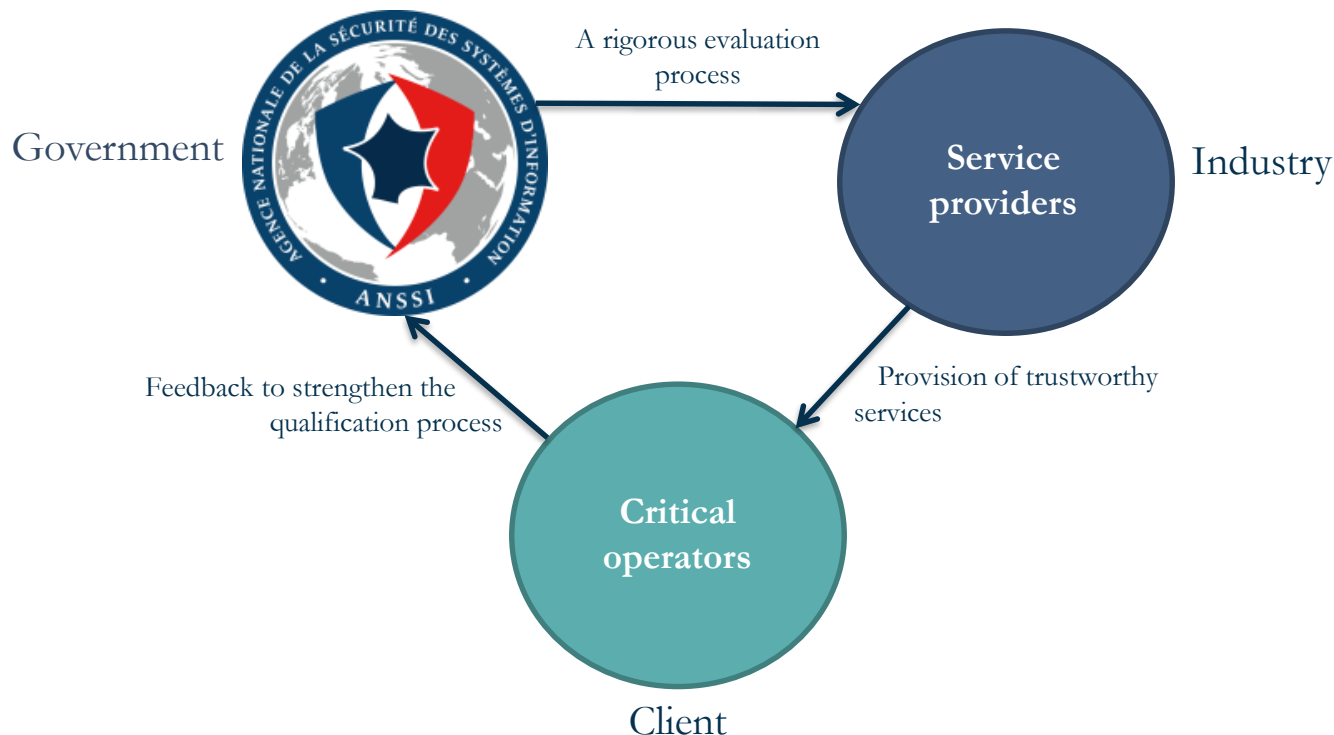 AGENCE NATIONALE DE LA SÉCURITÉ DES SYSTÈMES D'INFORMATION
ANSSI
Government
A rigorous evaluation
process
Service
providers
Industry
Feedback to strengthen the
qualification process
Provision of trustworthy
services
Critical
operators
Client